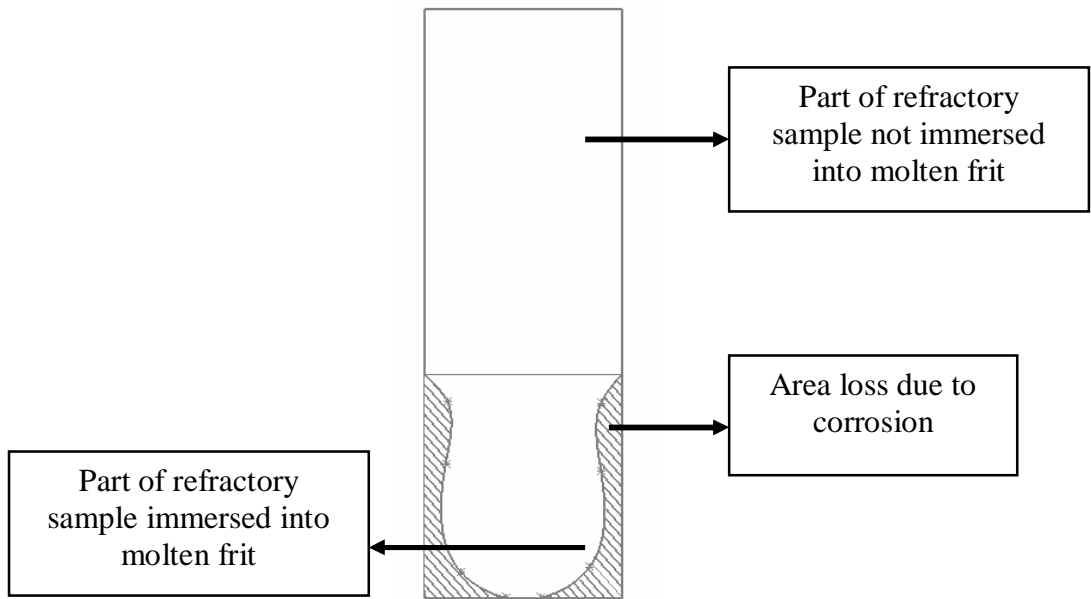 Part of refractory
sample not immersed
into molten frit
Area loss due to
corrosion
Part of refractory
sample immersed into
molten frit